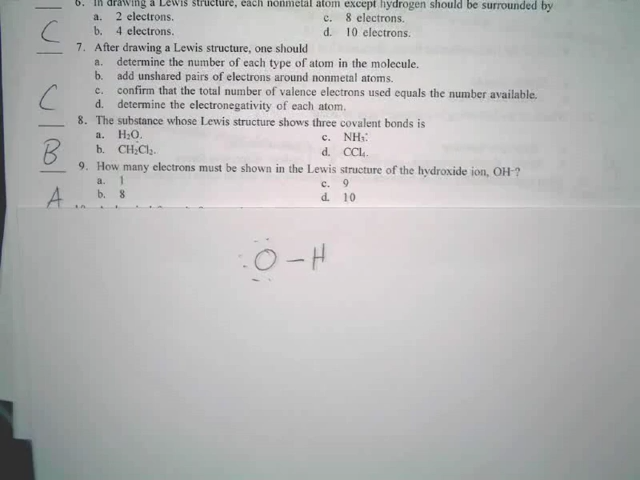 6. In drawing a Lewis structure, each nonmetal atom except hydrogen should be surrounded by
a. 2 electrons. c. 8 electrons.
C b. 4 electrons. d. 10 electrons.
7. After drawing a Lewis structure, one should
a. determine the number of each type of atom in the molecule.
b. add unshared pairs of electrons around nonmetal atoms.
c. confirm that the total number of valence electrons used equals the number available.
C d. determine the electronegativity of each atom.
8. The substance whose Lewis structure shows three covalent bonds is
a. H₂O. c. NH₃.
B b. CH₂Cl₂. d. CCl₄.
9. How many electrons must be shown in the Lewis structure of the hydroxide ion, OH⁻?
a. 1 c. 9
A b. 8 d. 10
O – H